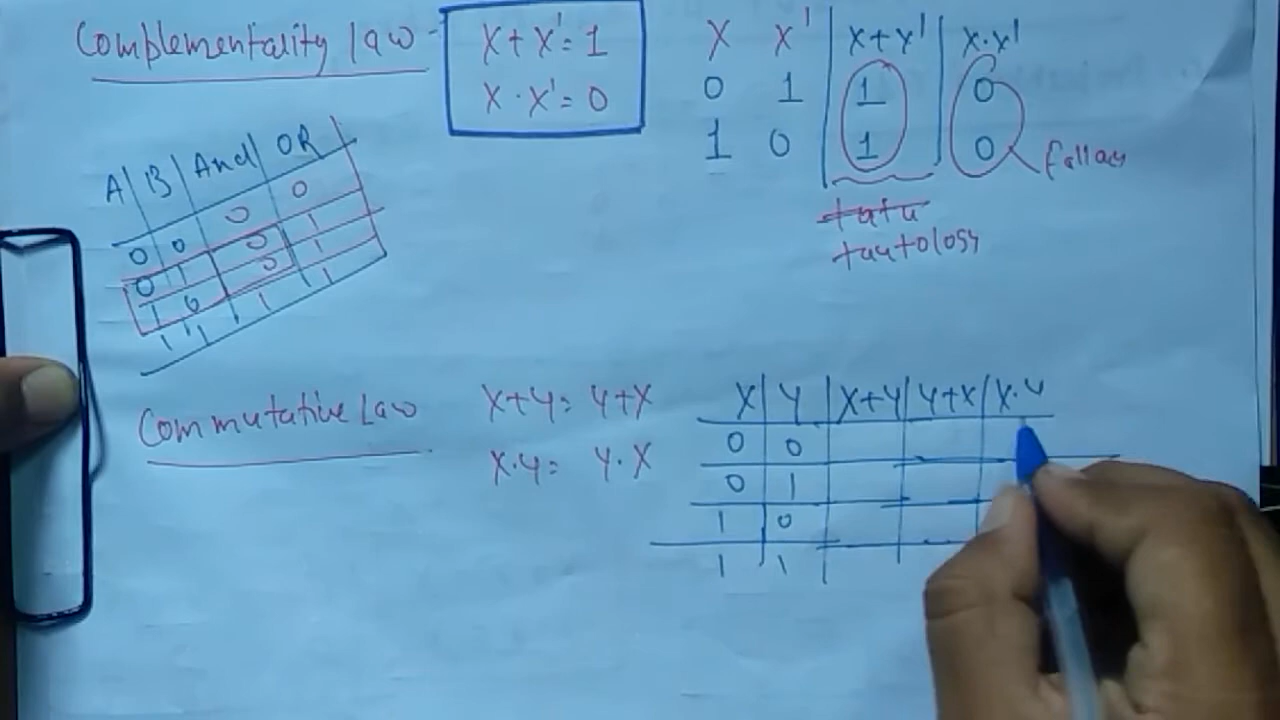 Complementality law -
X + X' = 1
X · X' = 0
X X' X+X' X·X'
0 1 1 0
1 0 1 0
fallacy
tautology
A B And OR
0 0 0 0
0 1 0 1
1 0 0 1
1 1 1 1
Commutative Law
X+Y = Y+X
X·Y = Y·X
X Y X+Y Y+X X·Y
0 0
0 1
1 0
1 1